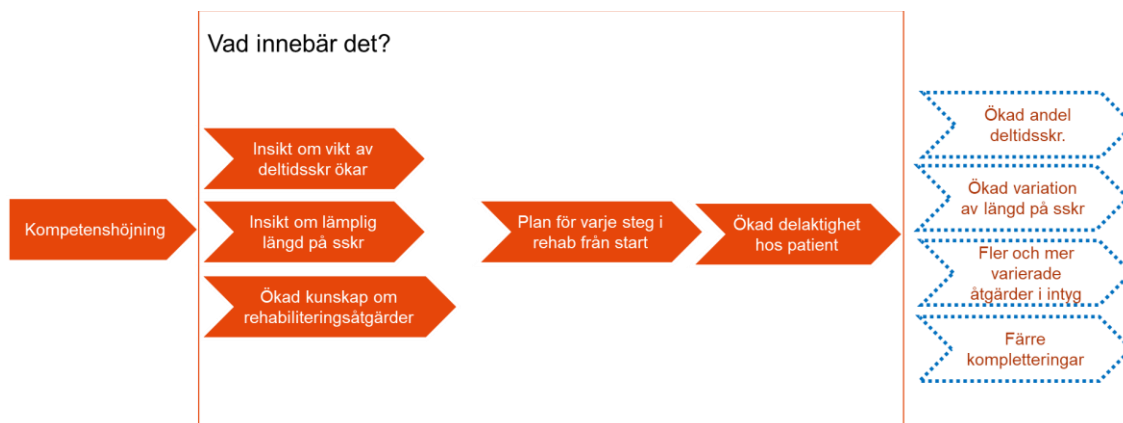 Vad innebär det?
Kompetenshöjning
Insikt om vikt av
deltidsskr ökar
Insikt om lämplig
längd på sskr
Ökad kunskap om
rehabiliteringsåtgärder
Plan för varje steg i
rehab från start
Ökad delaktighet
hos patient
Ökad andel
deltidsskr.
Ökad variation
av längd på sskr
Fler och mer
varierade
åtgärder i intyg
Färre
kompletteringar